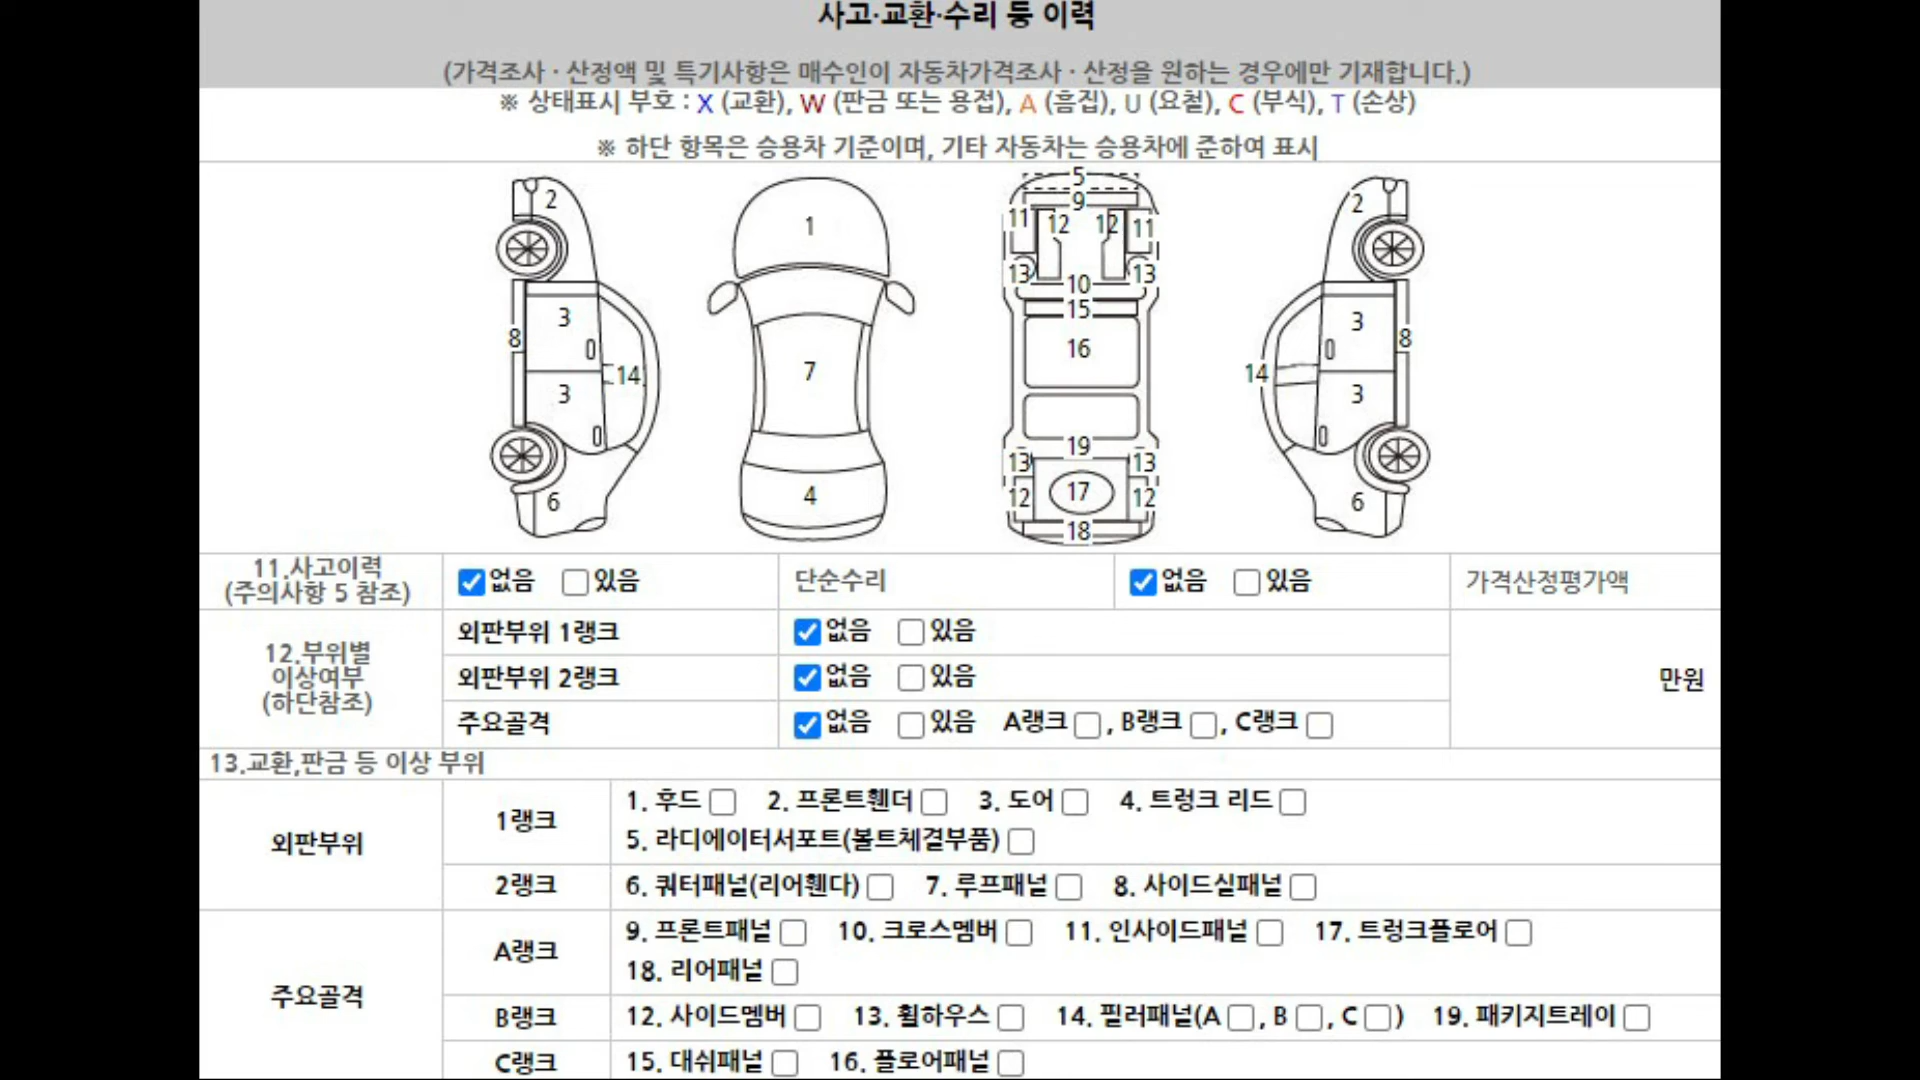 사고·교환·수리 등 이력
(가격조사 · 산정액 및 특기사항은 매수인이 자동차가격조사 · 산정을 원하는 경우에만 기재합니다.)
※ 상태표시 부호 : X (교환), W (판금 또는 용접), A (흠집), U (요철), C (부식), T (손상)
※ 하단 항목은 승용차 기준이며, 기타 자동차는 승용차에 준하여 표시
2
8
3
3
14
6
1
7
4
5
9
11 12 12 11
13 13
10
15
16
19
13 13
12 17 12
18
2
3
8
14
3
6
11.사고이력
(주의사항 5 참조)
없음 있음
단순수리
없음 있음
가격산정평가액
12.부위별
이상여부
(하단참조)
외판부위 1랭크
없음 있음
외판부위 2랭크
없음 있음
주요골격
없음 있음 A랭크 , B랭크 , C랭크
만원
13.교환,판금 등 이상 부위
외판부위
1랭크
1. 후드 2. 프론트휀더 3. 도어 4. 트렁크 리드
5. 라디에이터서포트(볼트체결부품)
2랭크
6. 쿼터패널(리어휀다) 7. 루프패널 8. 사이드실패널
주요골격
A랭크
9. 프론트패널 10. 크로스멤버 11. 인사이드패널 17. 트렁크플로어
18. 리어패널
B랭크
12. 사이드멤버 13. 휠하우스 14. 필러패널(A , B , C ) 19. 패키지트레이
C랭크
15. 대쉬패널 16. 플로어패널